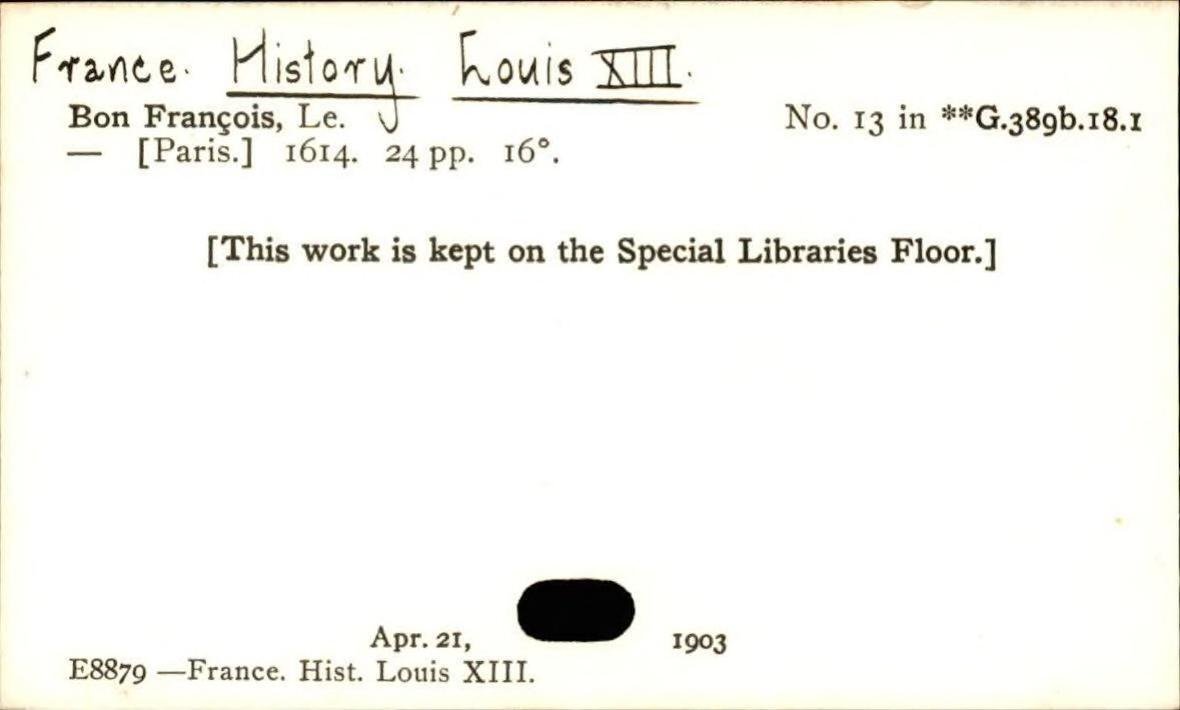 France. History. Louis XIII.
Bon François, Le. No. 13 in **G.389b.18.1
— [Paris.] 1614. 24 pp. 16°.
[This work is kept on the Special Libraries Floor.]
Apr. 21, 1903
E8879 —France. Hist. Louis XIII.